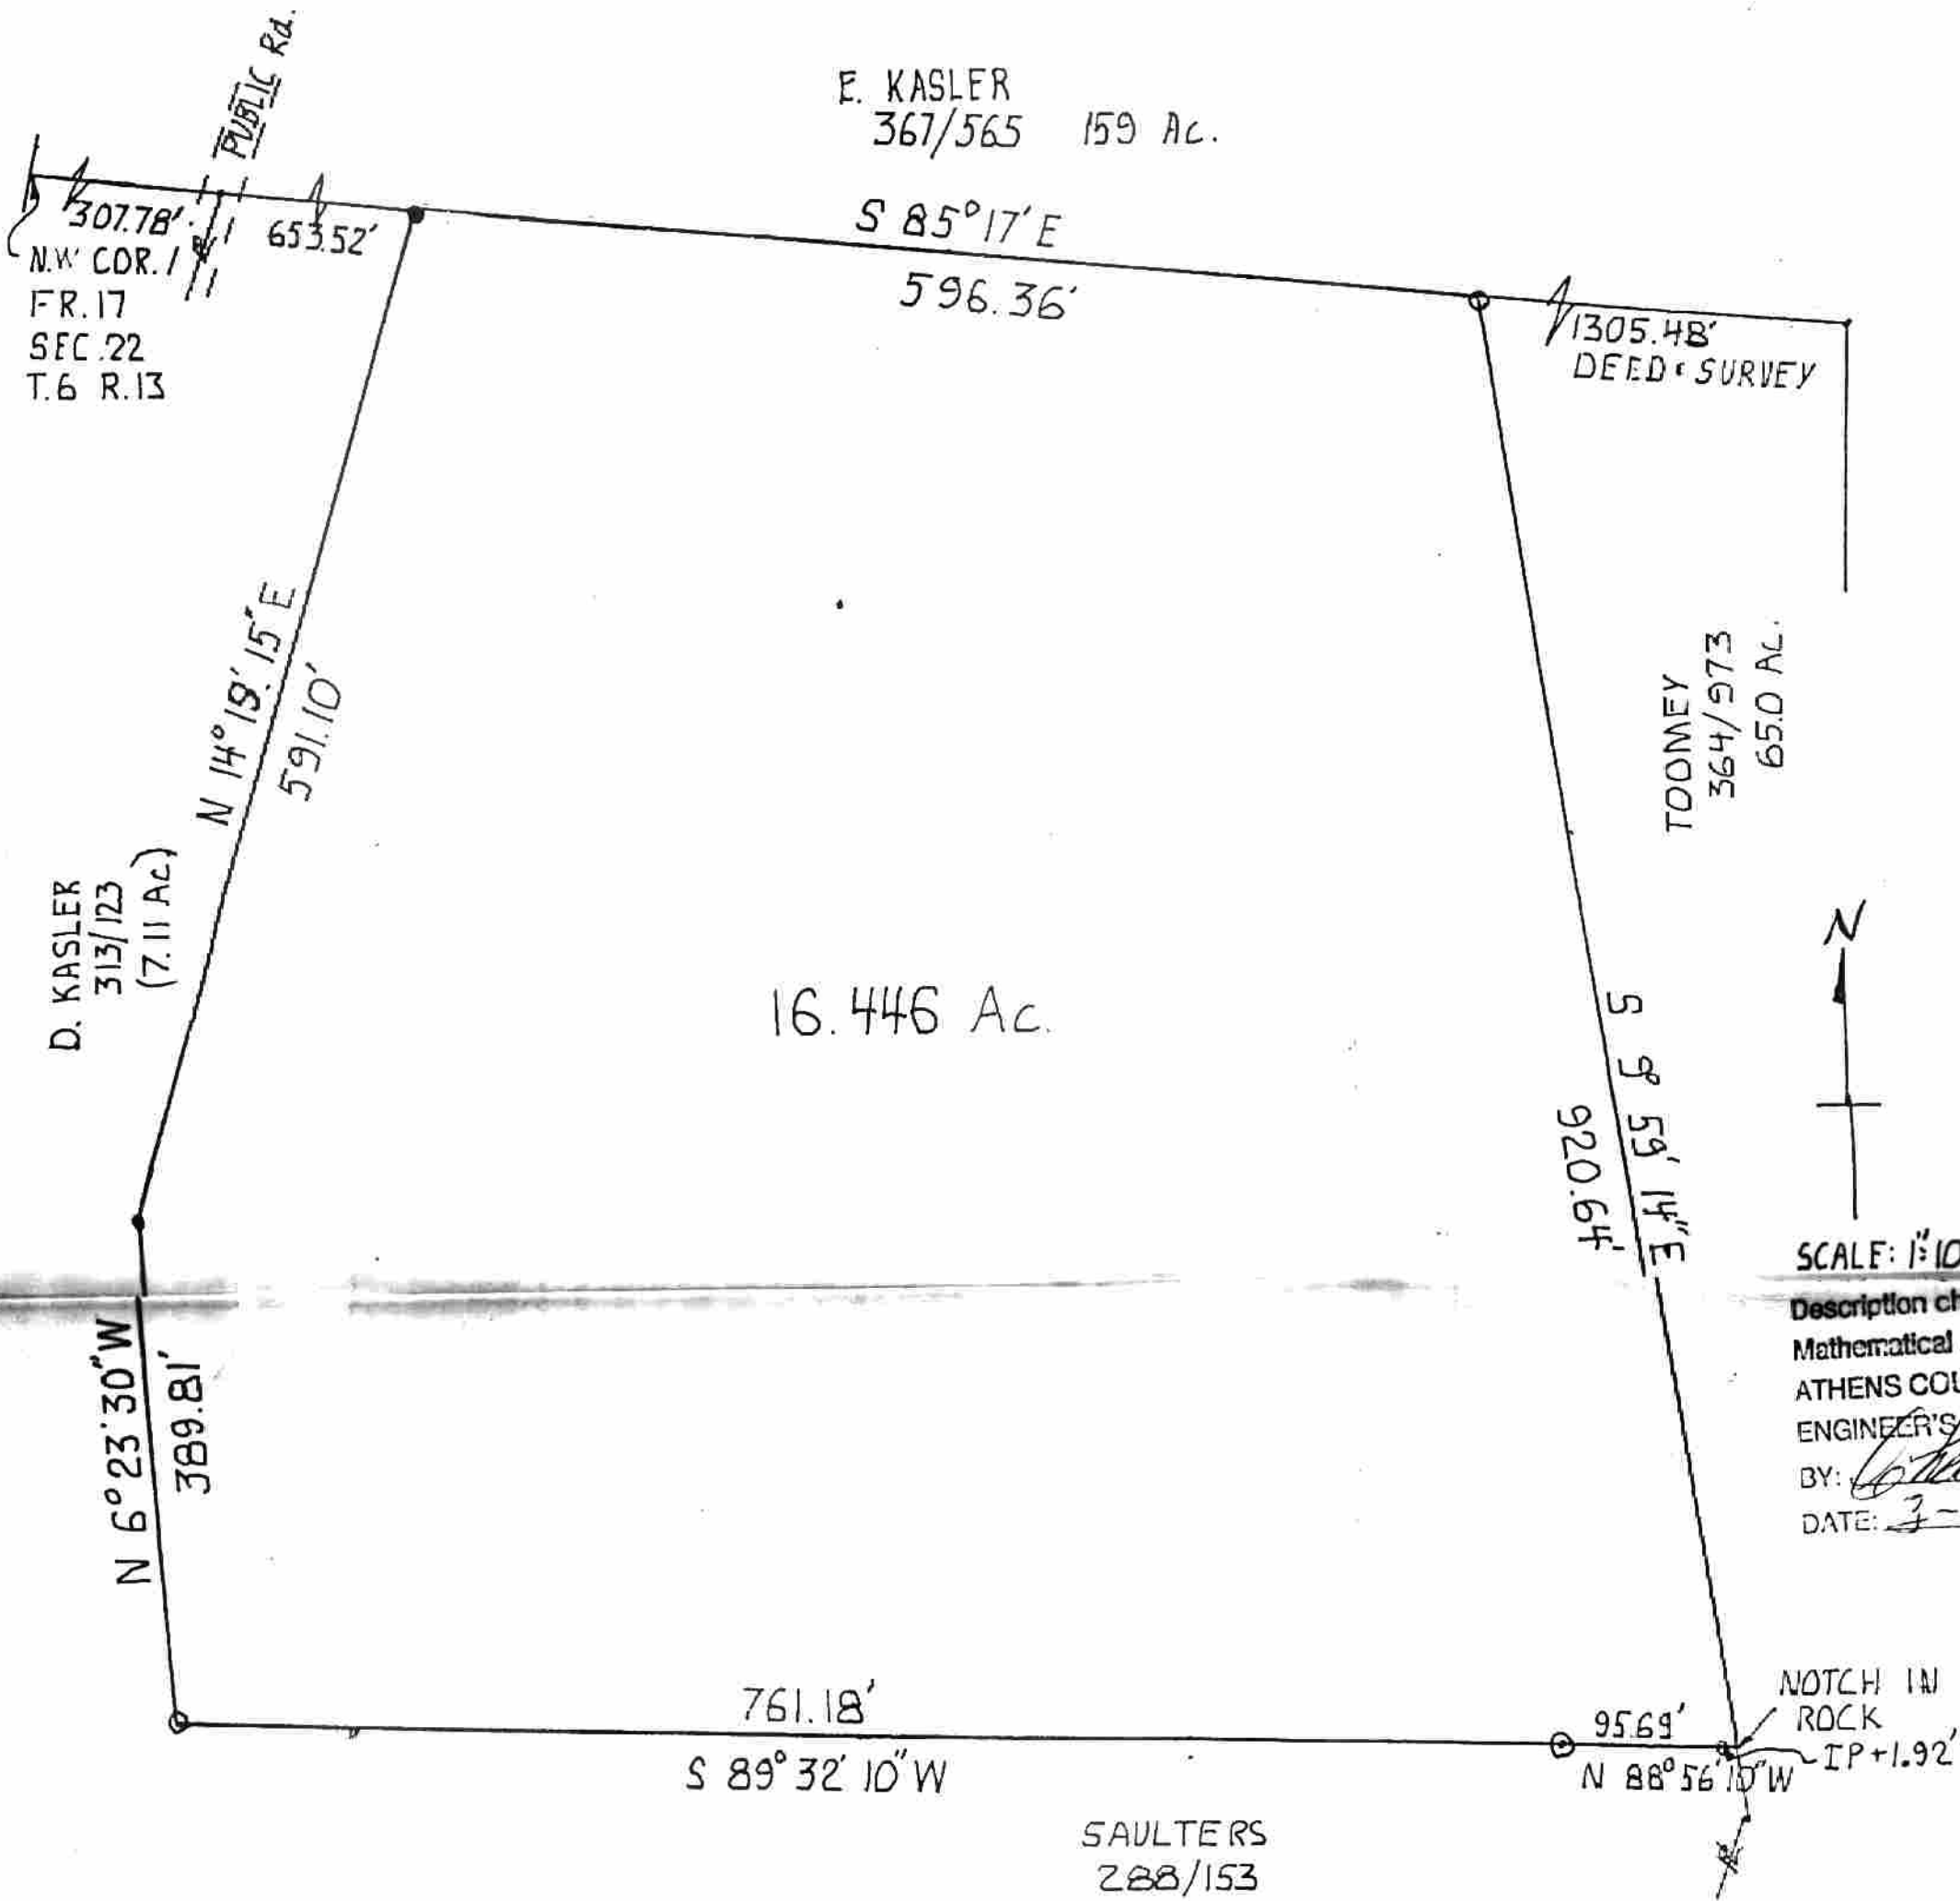 PUBLIC Rd.
E. KASLER
367/565 159 Ac.
307.78'
653.52'
N.W. COR.
FR.17
SEC.22
T.6 R.13
S 85°17' E
596.36'
1305.48'
DEED & SURVEY
N 14° 19' 15" E
591.10'
TOOMEY
364/973
65.0 AC.
D. KASLER
313/123
(7.11 AC)
16.446 Ac.
N
S 9° 59' 14" E
920.64'
SCALE: 1":10
Description ch
Mathematical
ATHENS COU
ENGINEER'S
BY:
DATE: 3-
N 6° 23' 30" W
389.81'
761.18'
S 89° 32' 10" W
95.69'
N 88° 56' 10" W
NOTCH IN
ROCK
IP+1.92'
SAULTERS
288/153